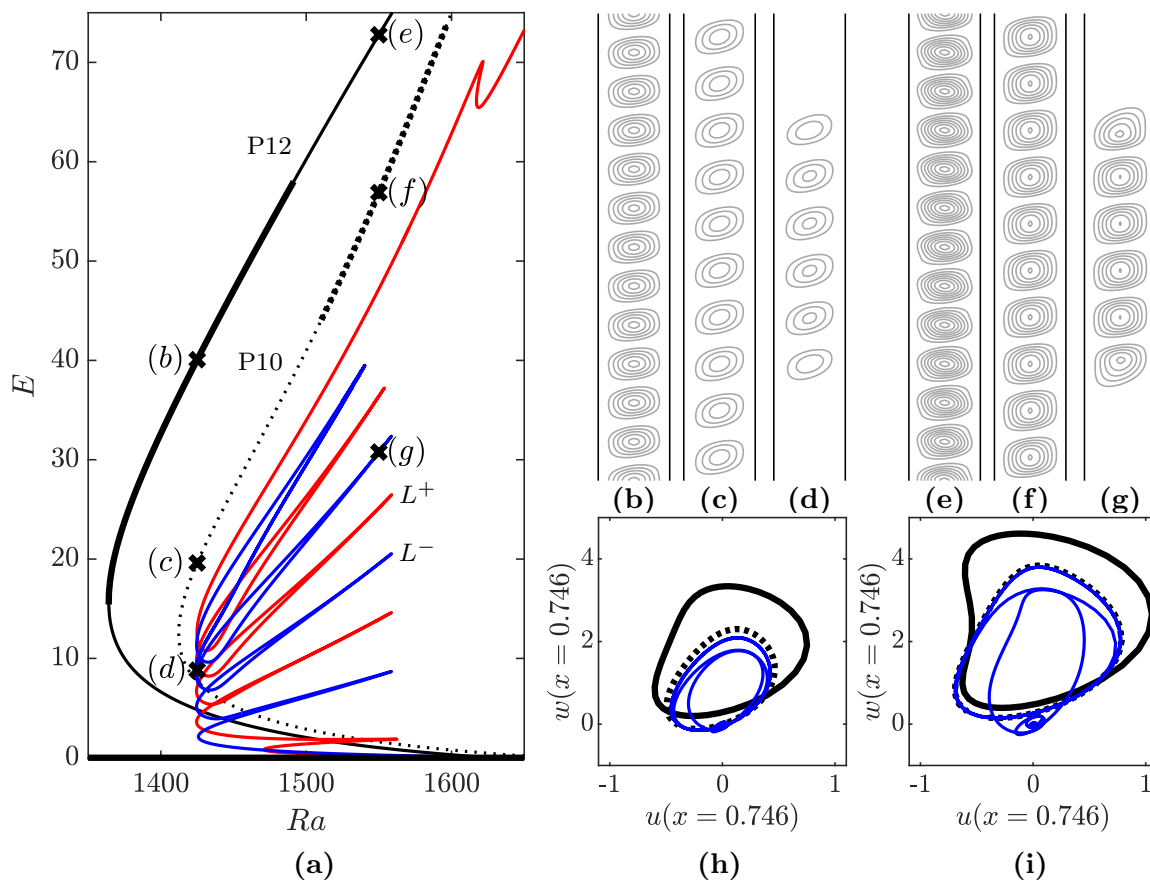 70
60
50
40
30
20
10
0
E
1400 1500 1600
Ra
(a)
P12
P10
(e)
(f)
(b)
(g)
L+
L−
(c)
(d)
(b) (c) (d)
(e) (f) (g)
4
2
0
w(x = 0.746)
-1 0 1
u(x = 0.746)
(h)
4
2
0
w(x = 0.746)
-1 0 1
u(x = 0.746)
(i)